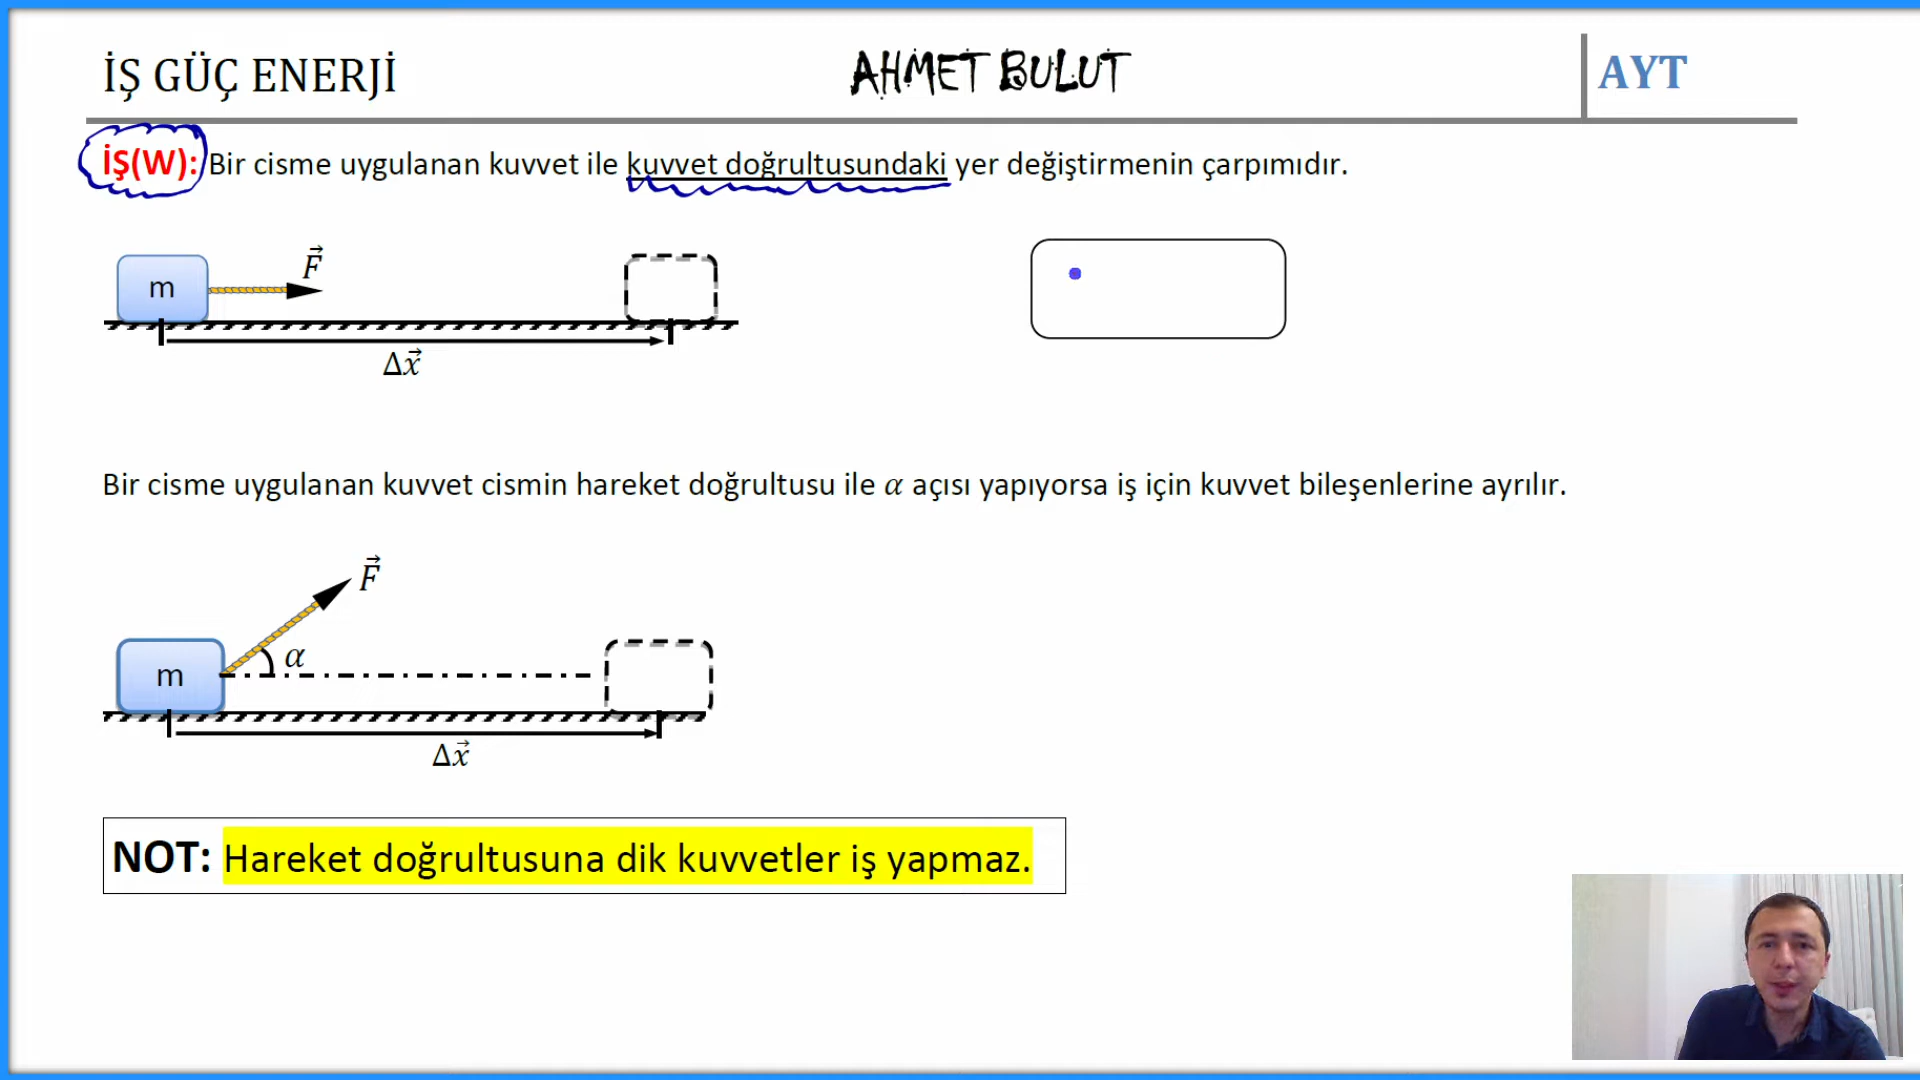 İŞ GÜÇ ENERJİ
AHMET BULUT
AYT
İŞ(W): Bir cisme uygulanan kuvvet ile kuvvet doğrultusundaki yer değiştirmenin çarpımıdır.
m
F⃗
Δx⃗
Bir cisme uygulanan kuvvet cismin hareket doğrultusu ile α açısı yapıyorsa iş için kuvvet bileşenlerine ayrılır.
F⃗
m
α
Δx⃗
NOT: Hareket doğrultusuna dik kuvvetler iş yapmaz.